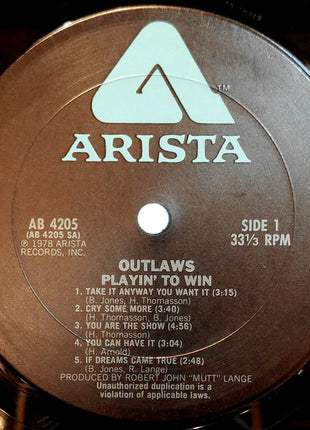 ™
ARISTA
AB 4205
(AB 4205 SA)
℗ 1978 ARISTA
RECORDS, INC.
SIDE 1
33⅓ RPM
OUTLAWS
PLAYIN' TO WIN
1. TAKE IT ANYWAY YOU WANT IT (3:15)
(B. Jones, H. Thomasson)
2. CRY SOME MORE (3:40)
(H. Thomasson, B. Jones)
3. YOU ARE THE SHOW (4:56)
(H. Thomasson)
4. YOU CAN HAVE IT (3:04)
(H. Arnold)
5. IF DREAMS CAME TRUE (2:48)
(B. Jones, R. Lange)
PRODUCED BY ROBERT JOHN "MUTT" LANGE
Unauthorized duplication is a
violation of applicable laws.